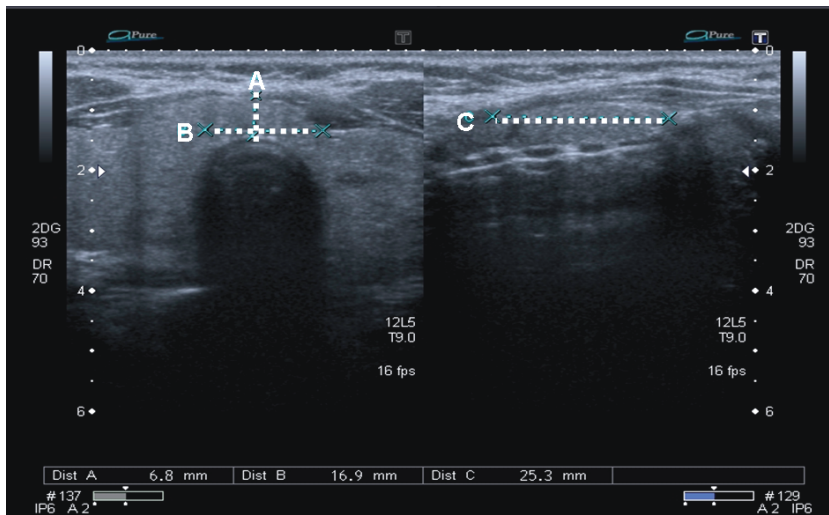 aPure
T
aPure
T
0
0
A
B
C
2
2
2DG
93
DR
70
2DG
93
DR
70
4
4
12L5
T9.0
12L5
T9.0
16 fps
16 fps
6
6
Dist A 6.8 mm Dist B 16.9 mm Dist C 25.3 mm
#137
IP6 A2
#129
A2 IP6